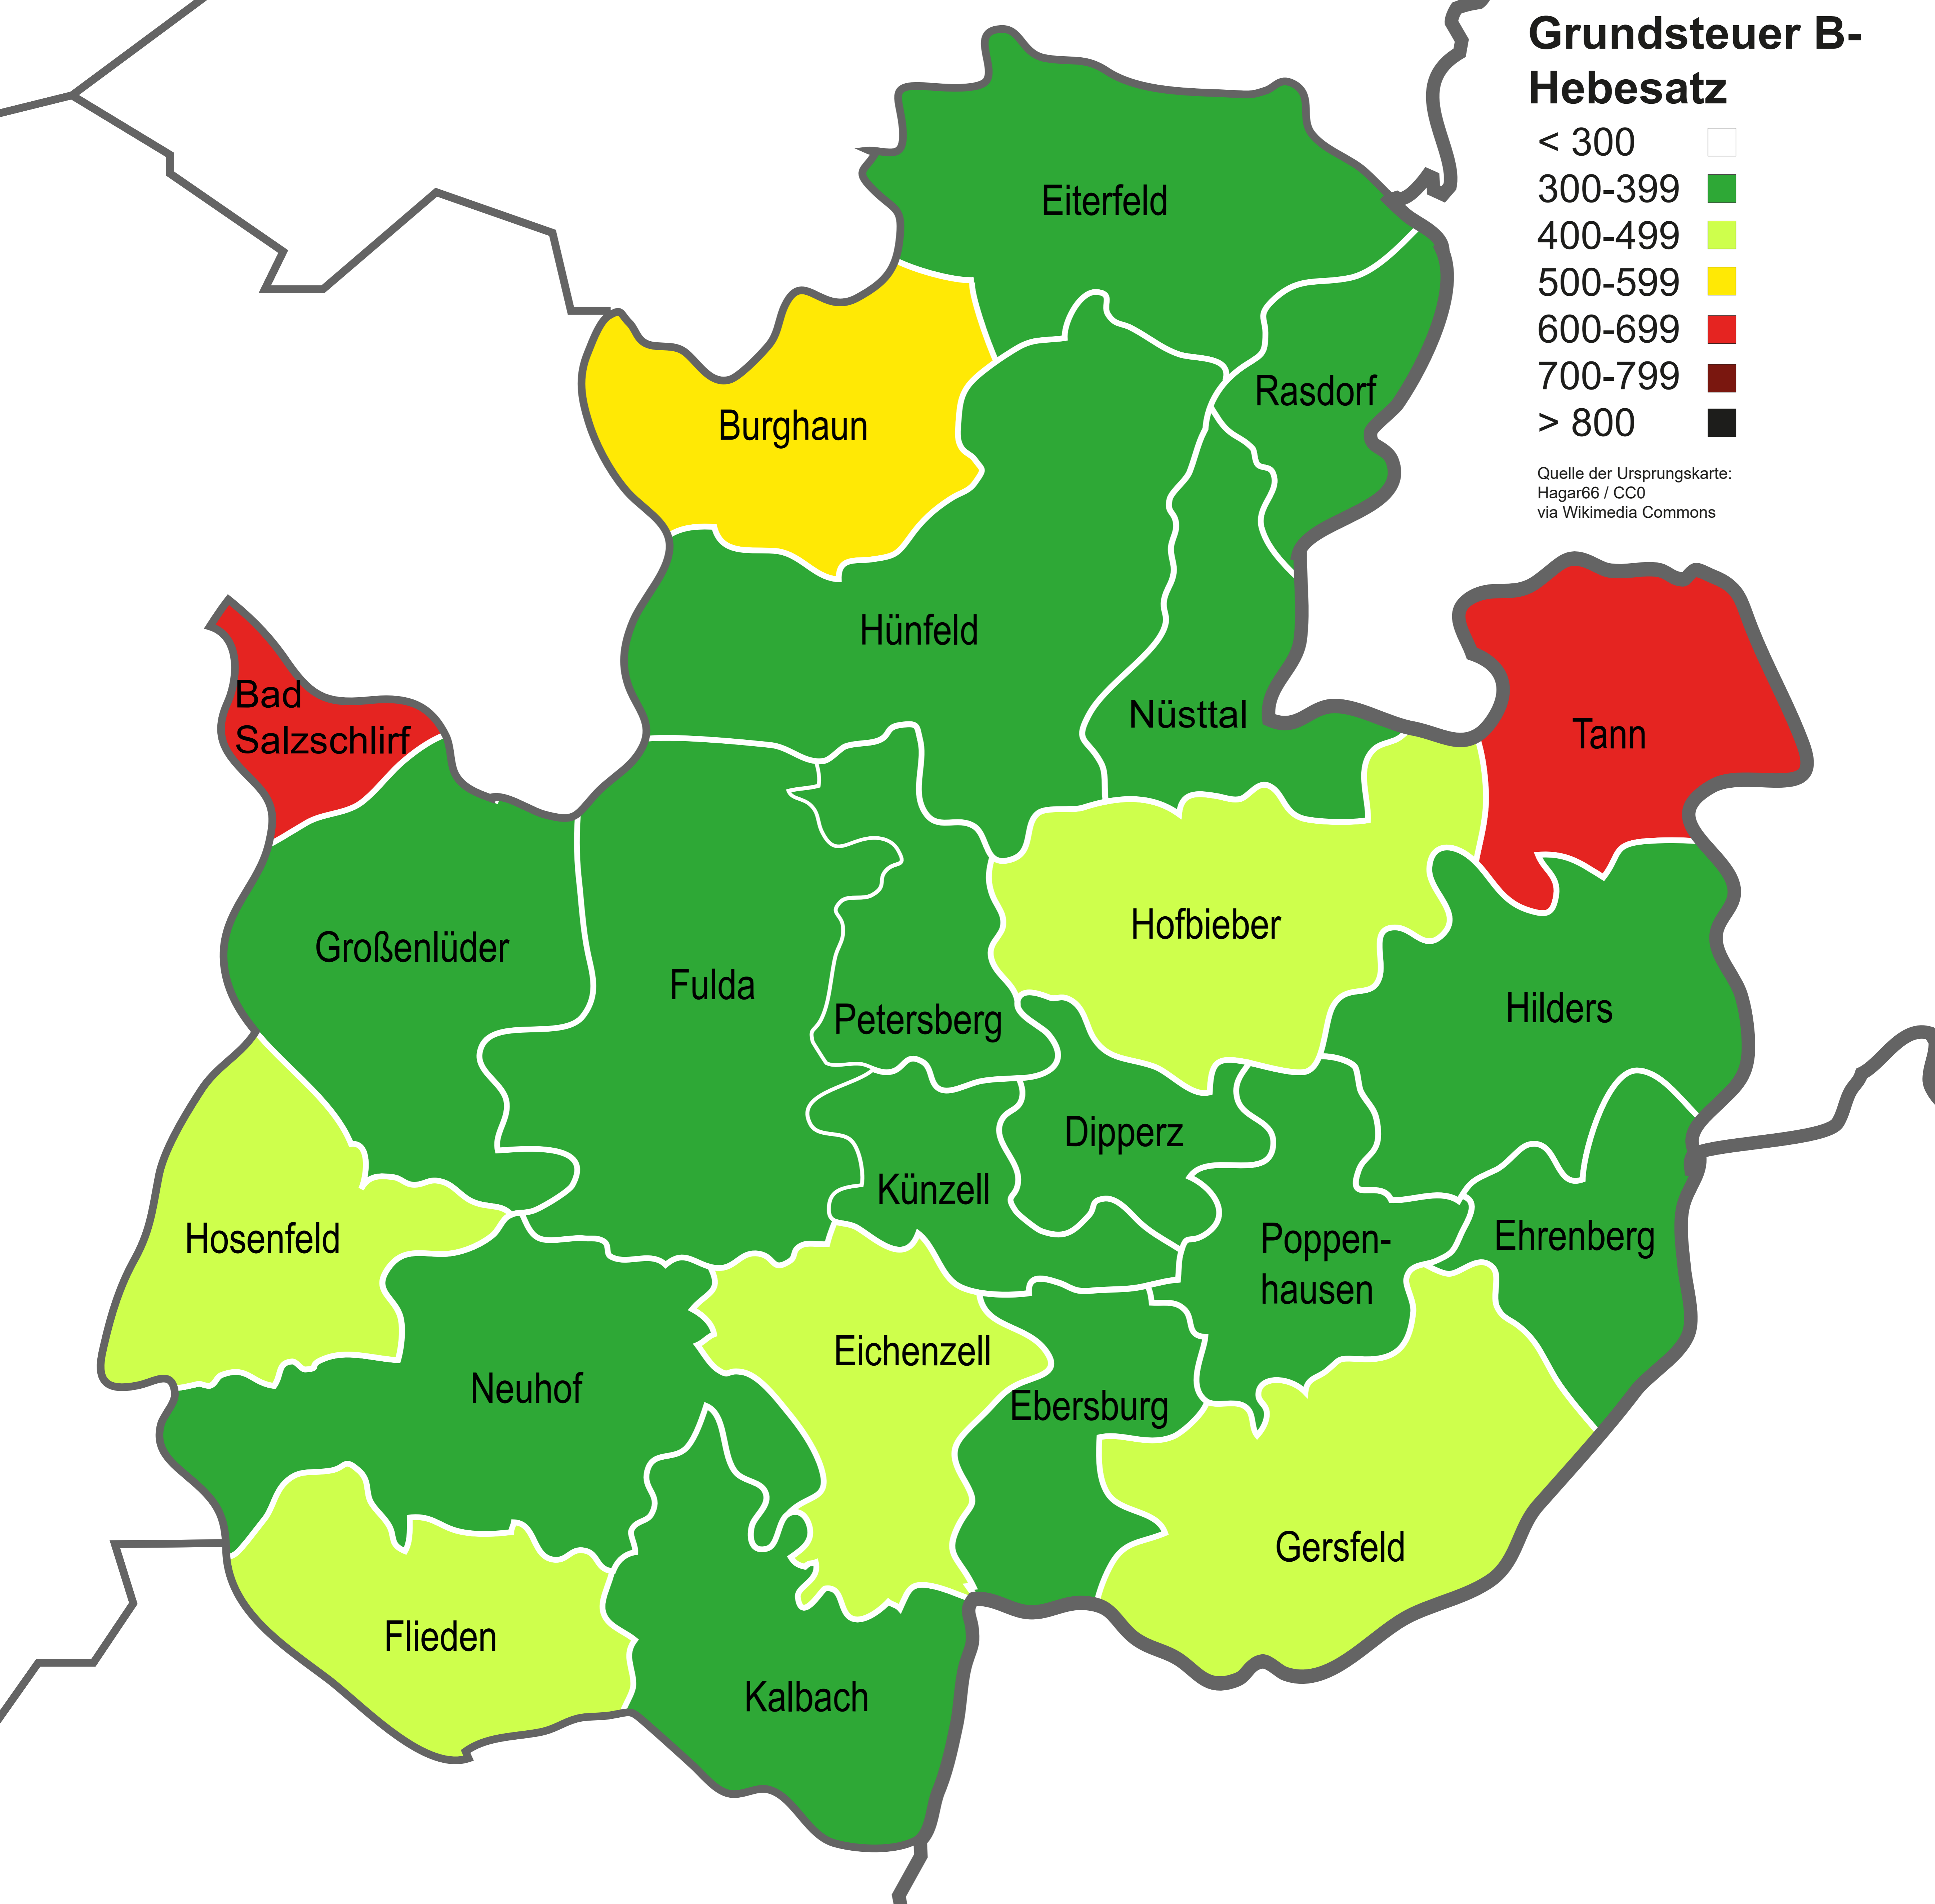 Grundsteuer B-
Hebesatz
< 300
300-399
400-499
500-599
600-699
700-799
> 800
Quelle der Ursprungskarte:
Hagar66 / CC0
via Wikimedia Commons
Eiterfeld
Rasdorf
Burghaun
Hünfeld
Bad
Salzschlirf
Nüsttal
Tann
Hofbieber
Großenlüder
Fulda
Petersberg
Hilders
Dipperz
Künzell
Hosenfeld
Poppen-
hausen
Ehrenberg
Eichenzell
Neuhof
Ebersburg
Gersfeld
Flieden
Kalbach